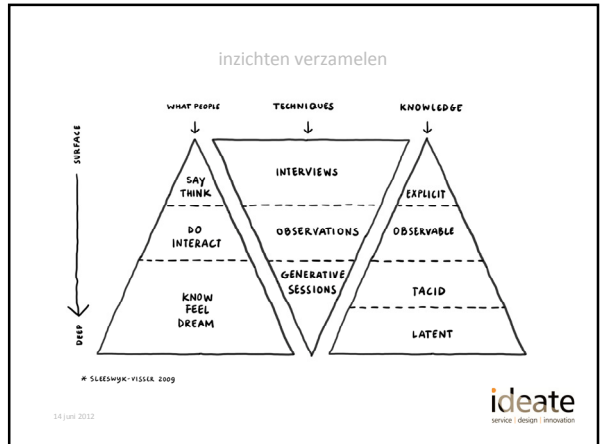 inzichten verzamelen
WHAT PEOPLE
TECHNIQUES
KNOWLEDGE
SURFACE
DEEP
SAY
THINK
DO
INTERACT
KNOW
FEEL
DREAM
INTERVIEWS
OBSERVATIONS
GENERATIVE
SESSIONS
EXPLICIT
OBSERVABLE
TACID
LATENT
* SLEESWYK-VISSER 2009
14 juni 2012
ideate
service | design | innovation